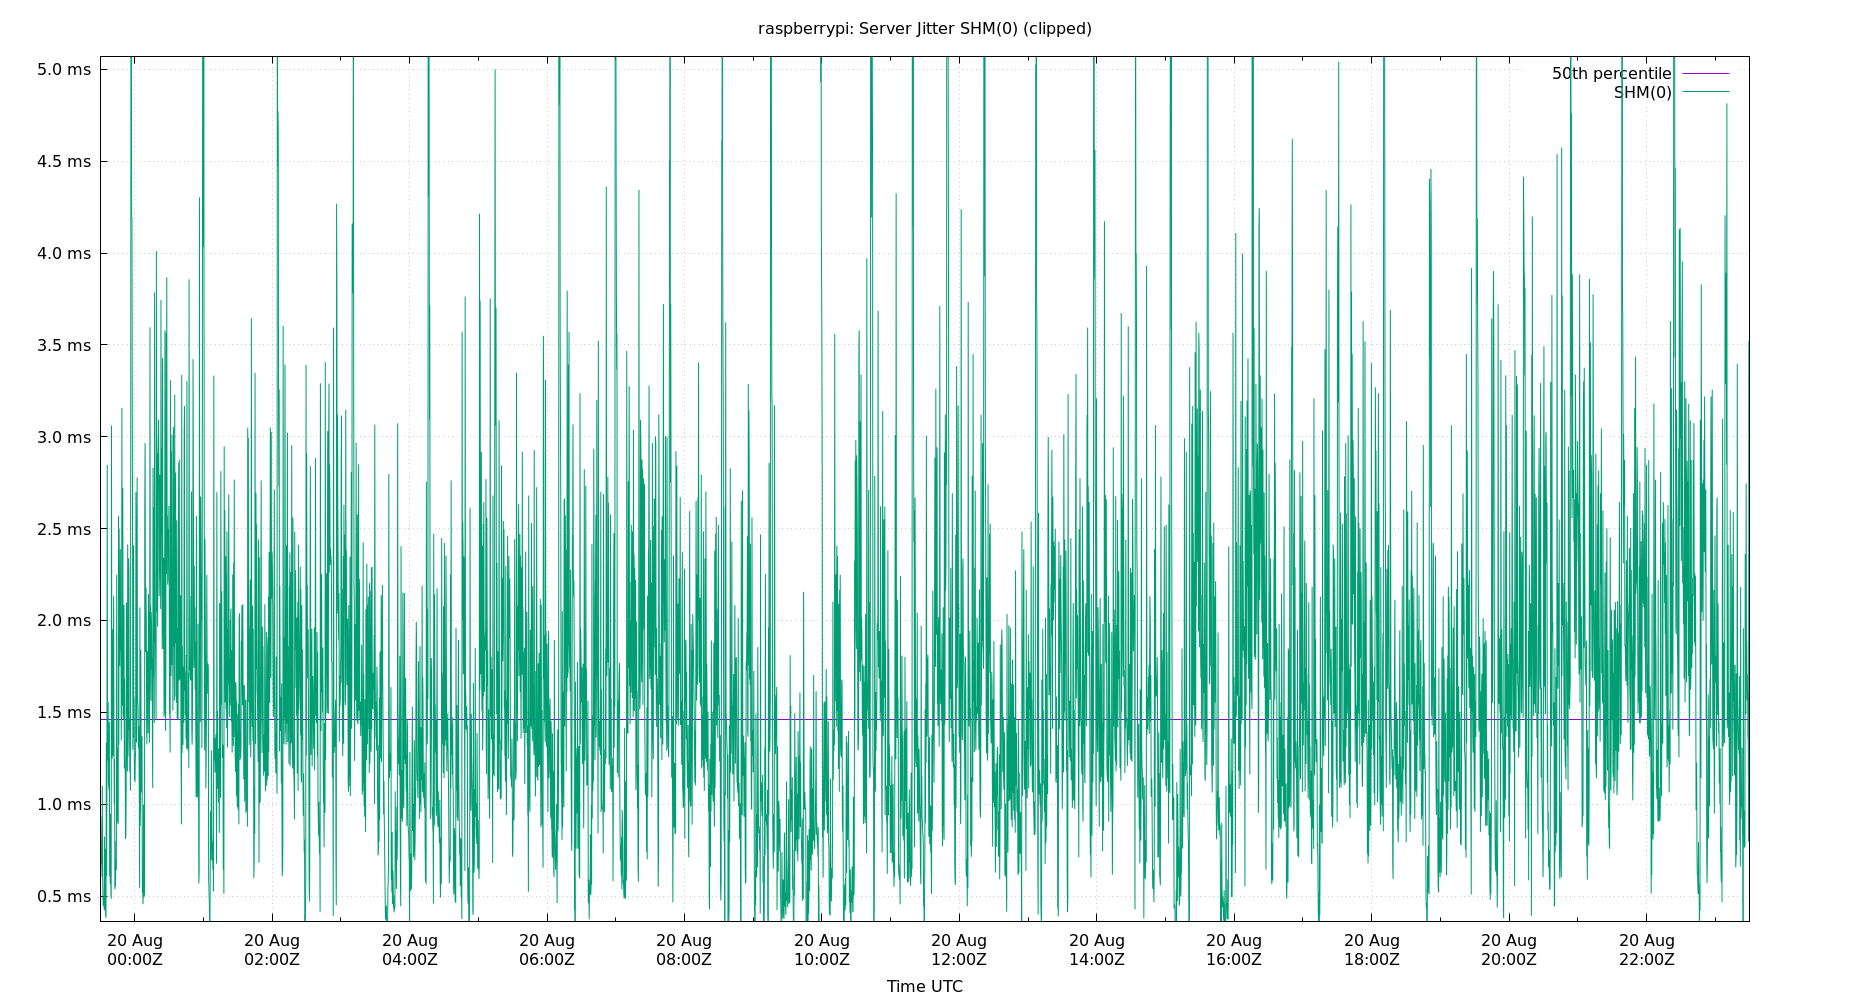 raspberrypi: Server Jitter SHM(0) (clipped)
50th percentile
SHM(0)
5.0 ms
4.5 ms
4.0 ms
3.5 ms
3.0 ms
2.5 ms
2.0 ms
1.5 ms
1.0 ms
0.5 ms
20 Aug 20 Aug 20 Aug 20 Aug 20 Aug 20 Aug 20 Aug 20 Aug 20 Aug 20 Aug 20 Aug 20 Aug
00:00Z 02:00Z 04:00Z 06:00Z 08:00Z 10:00Z 12:00Z 14:00Z 16:00Z 18:00Z 20:00Z 22:00Z
Time UTC